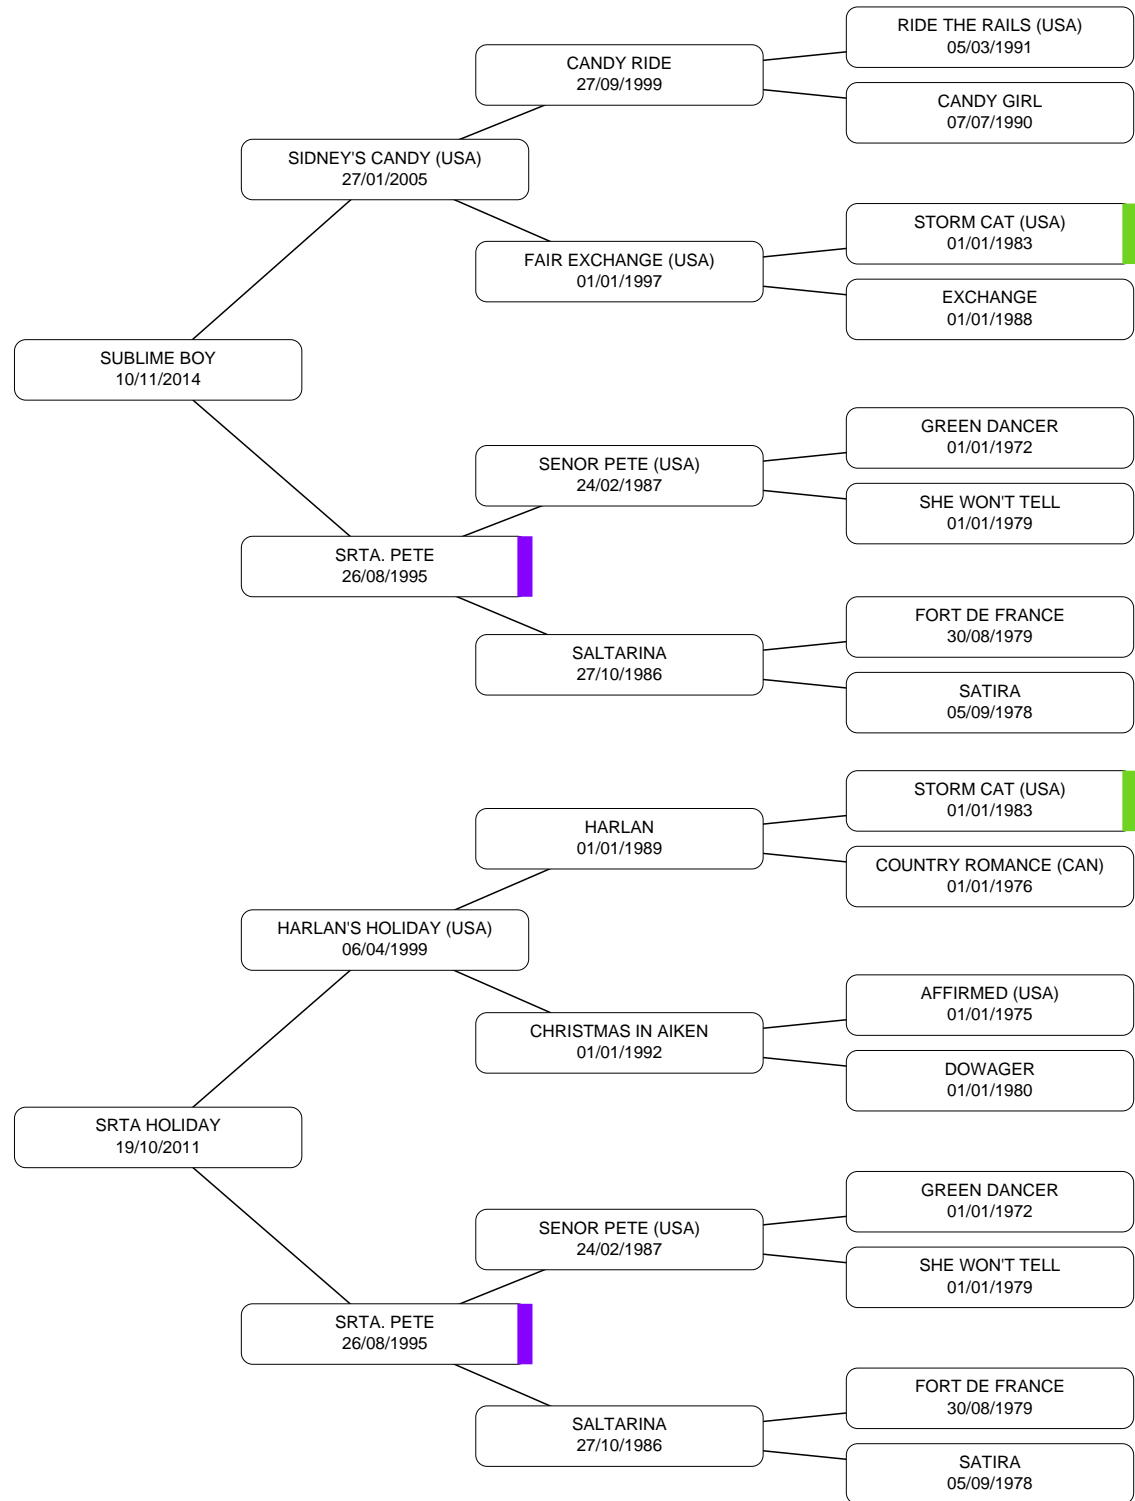 RIDE THE RAILS (USA)
05/03/1991
CANDY RIDE
27/09/1999
CANDY GIRL
07/07/1990
SIDNEY'S CANDY (USA)
27/01/2005
STORM CAT (USA)
01/01/1983
FAIR EXCHANGE (USA)
01/01/1997
EXCHANGE
01/01/1988
SUBLIME BOY
10/11/2014
GREEN DANCER
01/01/1972
SENOR PETE (USA)
24/02/1987
SHE WON'T TELL
01/01/1979
SRTA. PETE
26/08/1995
FORT DE FRANCE
30/08/1979
SALTARINA
27/10/1986
SATIRA
05/09/1978
STORM CAT (USA)
01/01/1983
HARLAN
01/01/1989
COUNTRY ROMANCE (CAN)
01/01/1976
HARLAN'S HOLIDAY (USA)
06/04/1999
AFFIRMED (USA)
01/01/1975
CHRISTMAS IN AIKEN
01/01/1992
DOWAGER
01/01/1980
SRTA HOLIDAY
19/10/2011
GREEN DANCER
01/01/1972
SENOR PETE (USA)
24/02/1987
SHE WON'T TELL
01/01/1979
SRTA. PETE
26/08/1995
FORT DE FRANCE
30/08/1979
SALTARINA
27/10/1986
SATIRA
05/09/1978